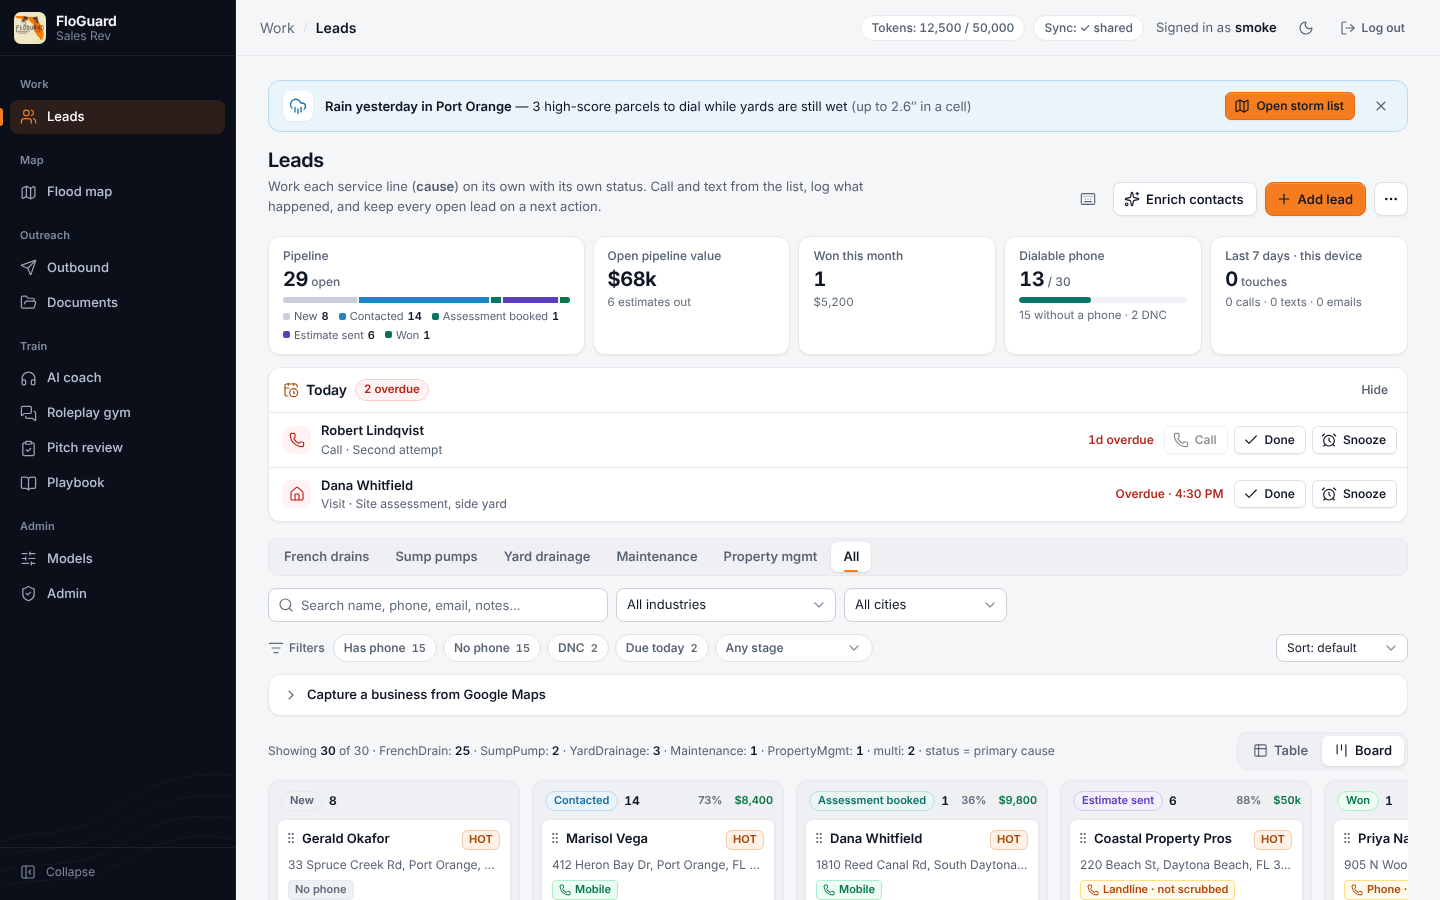 FloGuard
Sales Rev
Work
Leads
Map
Flood map
Outreach
Outbound
Documents
Train
AI coach
Roleplay gym
Pitch review
Playbook
Admin
Models
Admin
Collapse
Work / Leads
Tokens: 12,500 / 50,000
Sync: ✓ shared
Signed in as smoke
Log out
Rain yesterday in Port Orange — 3 high-score parcels to dial while yards are still wet (up to 2.6″ in a cell)
Open storm list
Leads
Work each service line (cause) on its own with its own status. Call and text from the list, log what
happened, and keep every open lead on a next action.
Enrich contacts
Add lead
Pipeline
29 open
New 8 Contacted 14 Assessment booked 1
Estimate sent 6 Won 1
Open pipeline value
$68k
6 estimates out
Won this month
1
$5,200
Dialable phone
13 / 30
15 without a phone · 2 DNC
Last 7 days · this device
0 touches
0 calls · 0 texts · 0 emails
Today 2 overdue
Hide
Robert Lindqvist
Call · Second attempt
1d overdue Call Done Snooze
Dana Whitfield
Visit · Site assessment, side yard
Overdue · 4:30 PM Done Snooze
French drains Sump pumps Yard drainage Maintenance Property mgmt All
Search name, phone, email, notes... All industries All cities
Filters Has phone 15 No phone 15 DNC 2 Due today 2 Any stage Sort: default
Capture a business from Google Maps
Showing 30 of 30 · FrenchDrain: 25 · SumpPump: 2 · YardDrainage: 3 · Maintenance: 1 · PropertyMgmt: 1 · multi: 2 · status = primary cause
Table Board
New 8
Gerald Okafor HOT
33 Spruce Creek Rd, Port Orange, ...
No phone
Contacted 14 73% $8,400
Marisol Vega HOT
412 Heron Bay Dr, Port Orange, FL ...
Mobile
Assessment booked 1 36% $9,800
Dana Whitfield HOT
1810 Reed Canal Rd, South Daytona...
Mobile
Estimate sent 6 88% $50k
Coastal Property Pros HOT
220 Beach St, Daytona Beach, FL 3...
Landline · not scrubbed
Won 1
Priya Na
905 N Woo
Phone ·